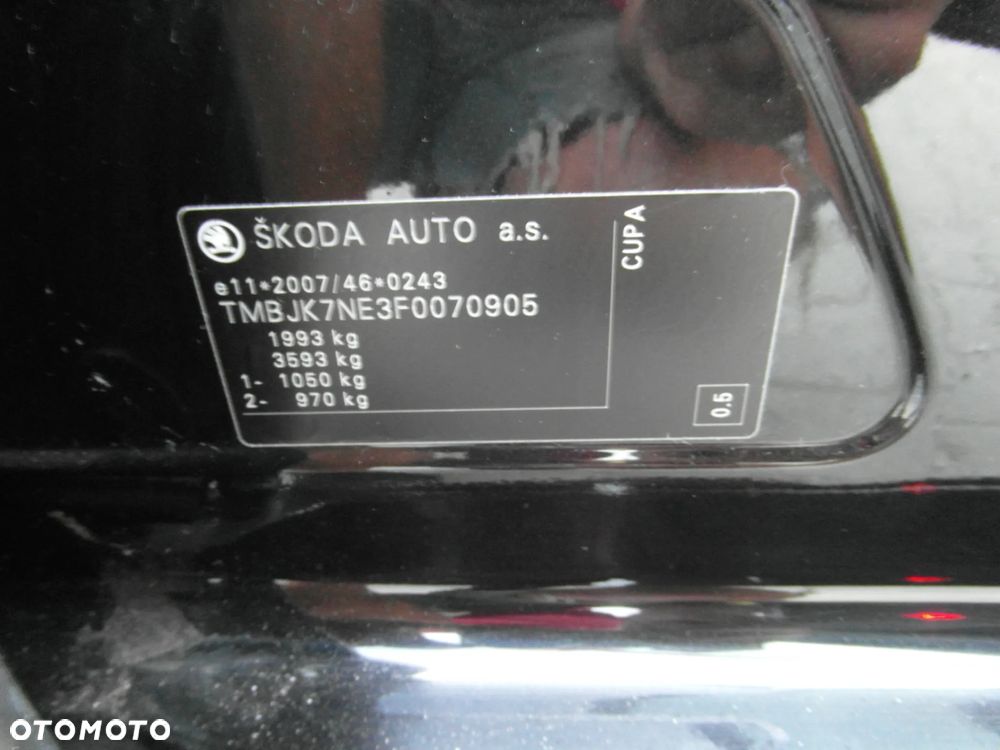 ŠKODA AUTO a.s.
e11*2007/46*0243
TMBJK7NE3F0070905
1993 kg
3593 kg
1- 1050 kg
2- 970 kg
CUPA
0.5
OTOMOTO